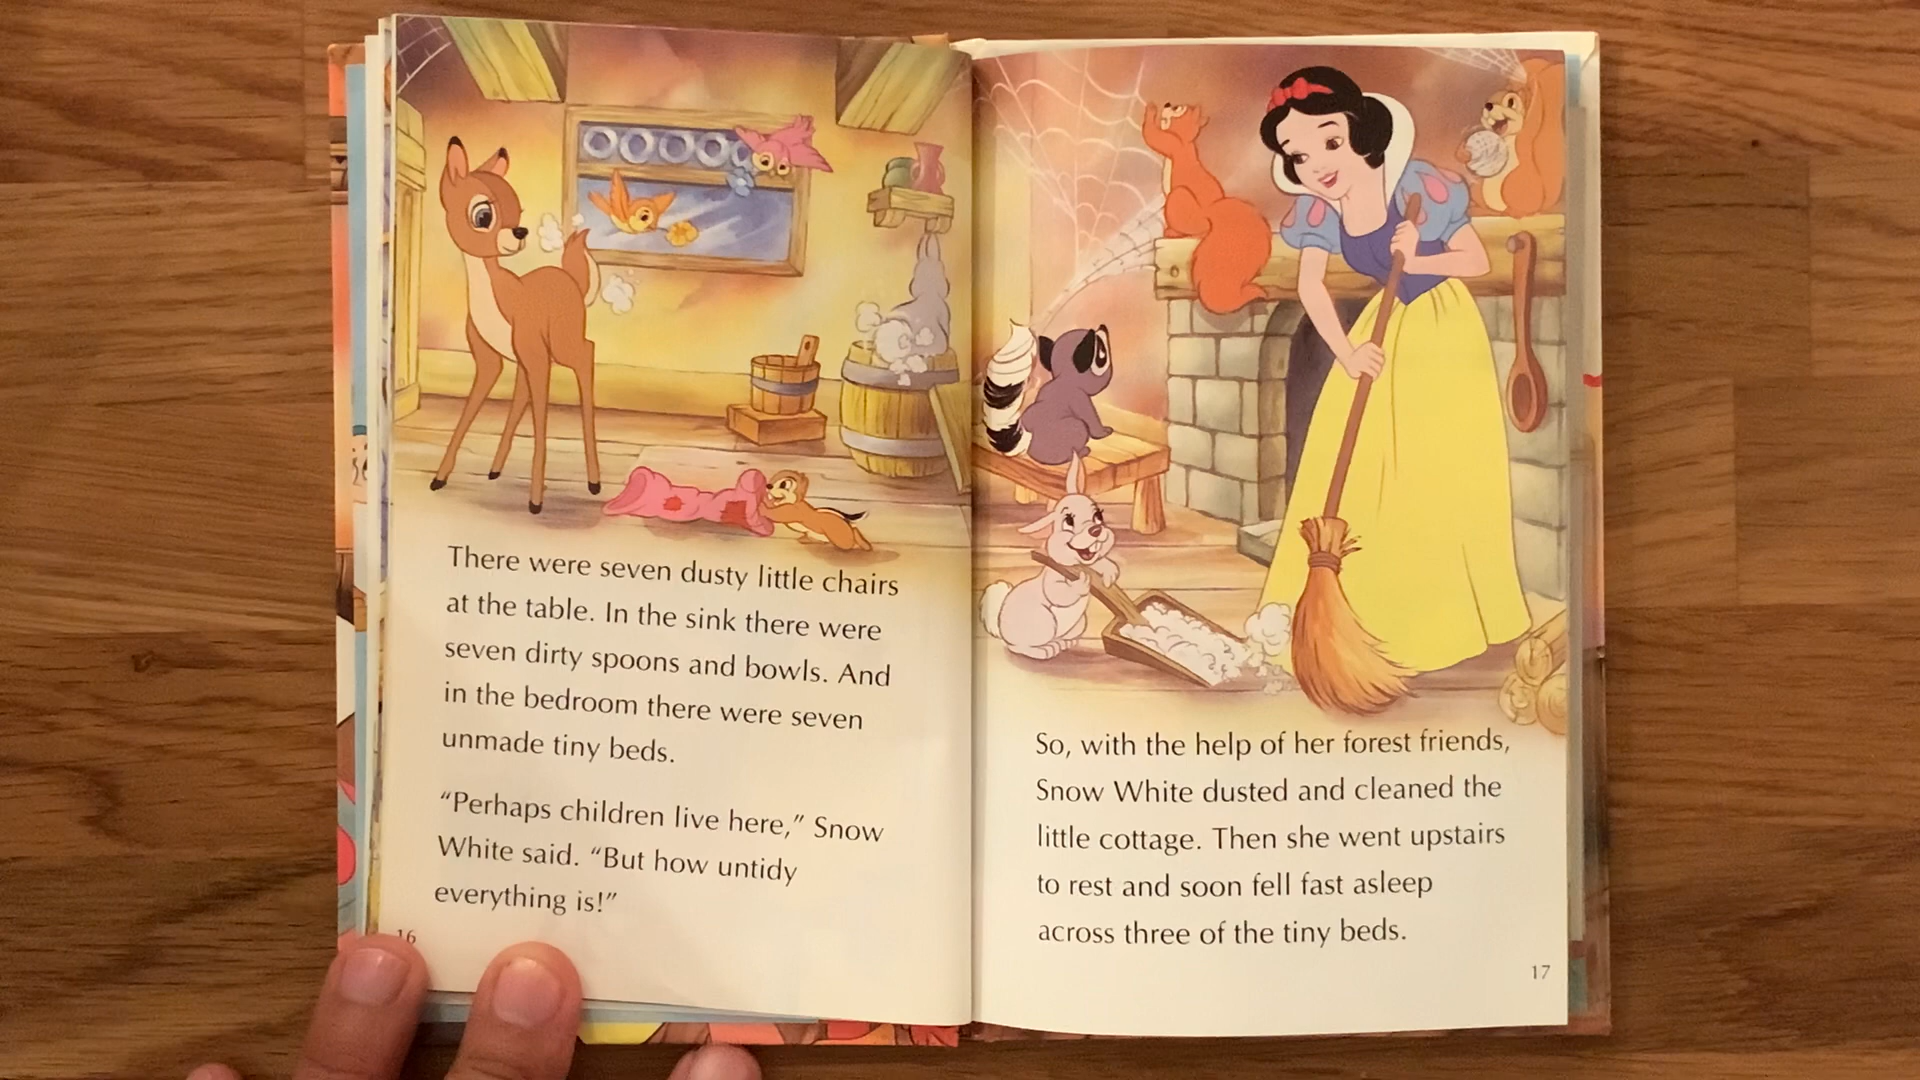 There were seven dusty little chairs
at the table. In the sink there were
seven dirty spoons and bowls. And
in the bedroom there were seven
unmade tiny beds.
“Perhaps children live here,” Snow
White said. “But how untidy
everything is!”
16
So, with the help of her forest friends,
Snow White dusted and cleaned the
little cottage. Then she went upstairs
to rest and soon fell fast asleep
across three of the tiny beds.
17